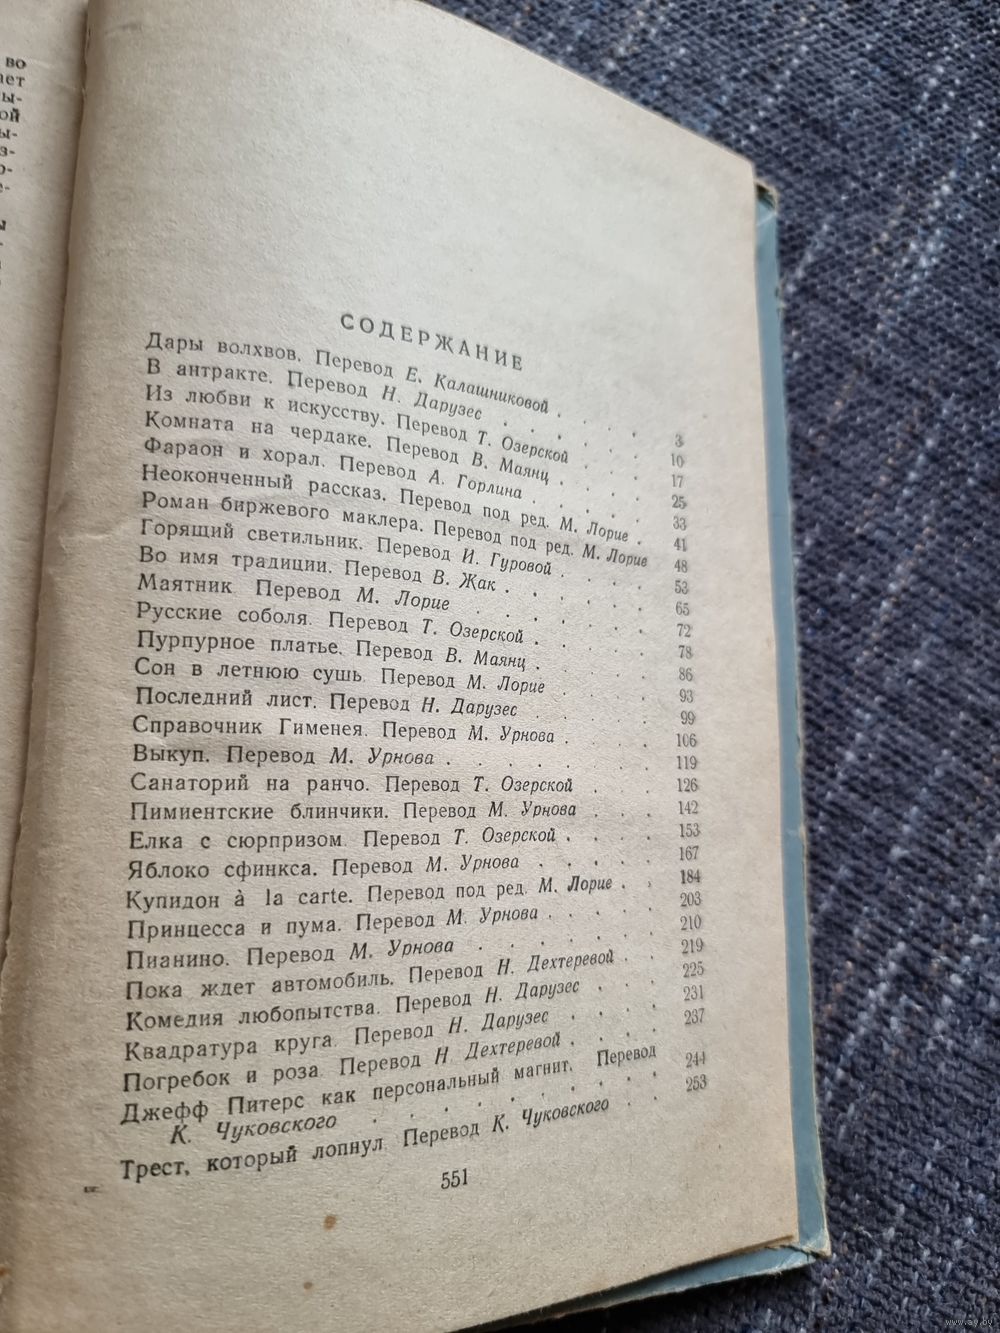 во
ы-
ой
ы-
з-
о-
е-
СОДЕРЖАНИЕ
Дары волхвов. Перевод Е. Калашниковой . 3
В антракте. Перевод Н. Дарузес . . . . . 10
Из любви к искусству. Перевод Т. Озерской . . . 17
Комната на чердаке. Перевод В. Маянц . . . . 25
Фараон и хорал. Перевод А. Горлина . . . . . 33
Неоконченный рассказ. Перевод под ред. М. Лорие . 41
Роман биржевого маклера. Перевод под ред. М. Лорие 48
Горящий светильник. Перевод И. Гуровой . . . . 53
Во имя традиции. Перевод В. Жак . . . . . . 65
Маятник. Перевод М. Лорие . . . . . . . 72
Русские соболя. Перевод Т. Озерской . . . . . 78
Пурпурное платье. Перевод В. Маянц . . . . . 86
Сон в летнюю сушь. Перевод М. Лорие . . . . 93
Последний лист. Перевод Н. Дарузес . . . . . 99
Справочник Гименея. Перевод М. Урнова . . . . 106
Выкуп. Перевод М. Урнова . . . . . . . 119
Санаторий на ранчо. Перевод Т. Озерской . . . 126
Пимиентские блинчики. Перевод М. Урнова . . . 142
Елка с сюрпризом. Перевод Т. Озерской . . . . 153
Яблоко сфинкса. Перевод М. Урнова . . . . . 167
Купидон à la carte. Перевод под ред. М. Лорие . . 184
Принцесса и пума. Перевод М. Урнова . . . . . 203
Пианино. Перевод М. Урнова . . . . . . . 210
Пока ждет автомобиль. Перевод Н. Дехтеревой . . 219
Комедия любопытства. Перевод Н. Дарузес . . . 225
Квадратура круга. Перевод Н. Дарузес . . . . 231
Погребок и роза. Перевод Н. Дехтеревой . . . . 237
Джефф Питерс как персональный магнит. Перевод
К. Чуковского . . . . . . . . . 244
Трест, который лопнул. Перевод К. Чуковского . . 253
551
www.ay.by